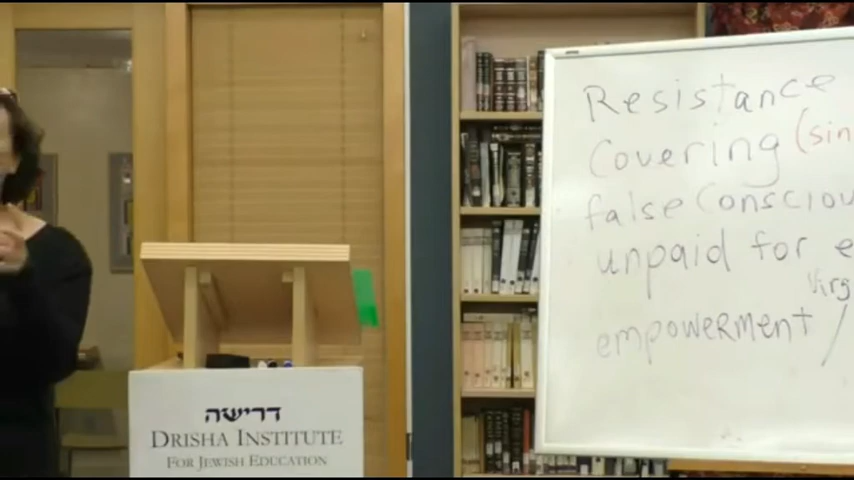 דרישה
DRISHA INSTITUTE
FOR JEWISH EDUCATION
Resistance
Covering (sin
false Consciou
unpaid for e
Virg
empowerment /